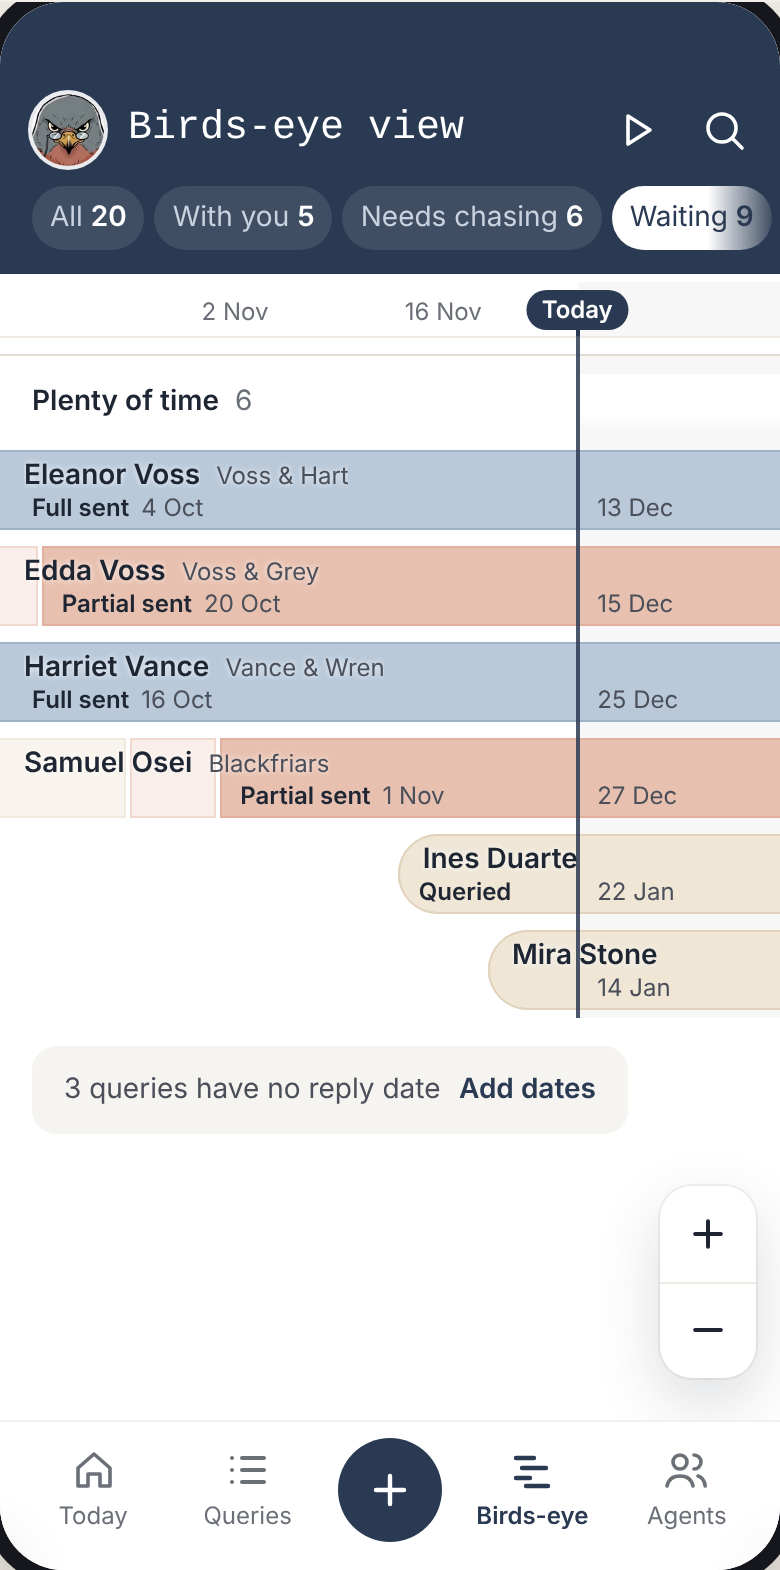 Birds-eye view
All 20 With you 5 Needs chasing 6 Waiting 9
2 Nov 16 Nov Today
Plenty of time 6
Eleanor Voss Voss & Hart
Full sent 4 Oct 13 Dec
Edda Voss Voss & Grey
Partial sent 20 Oct 15 Dec
Harriet Vance Vance & Wren
Full sent 16 Oct 25 Dec
Samuel Osei Blackfriars
Partial sent 1 Nov 27 Dec
Ines Duarte
Queried 22 Jan
Mira Stone
14 Jan
3 queries have no reply date Add dates
+
−
+
Today Queries Birds-eye Agents